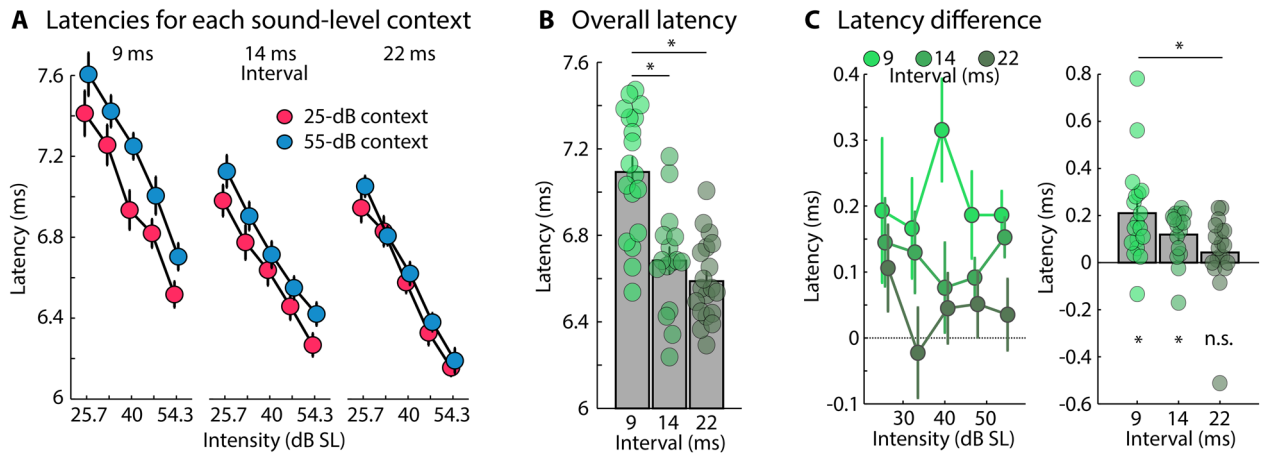 A Latencies for each sound-level context
9 ms 14 ms 22 ms
Interval
25-dB context
55-dB context
Latency (ms)
7.6
7.2
6.8
6.4
6
25.7 40 54.3 25.7 40 54.3 25.7 40 54.3
Intensity (dB SL)
B Overall latency
* 
*
Latency (ms)
7.6
7.2
6.8
6.4
6
9 14 22
Interval (ms)
C Latency difference
9 14 22
Interval (ms)
Latency (ms)
0.4
0.3
0.2
0.1
0
-0.1
30 40 50
Intensity (dB SL)
*
Latency (ms)
0.8
0.6
0.4
0.2
0
-0.2
-0.4
-0.6
* * n.s.
9 14 22
Interval (ms)